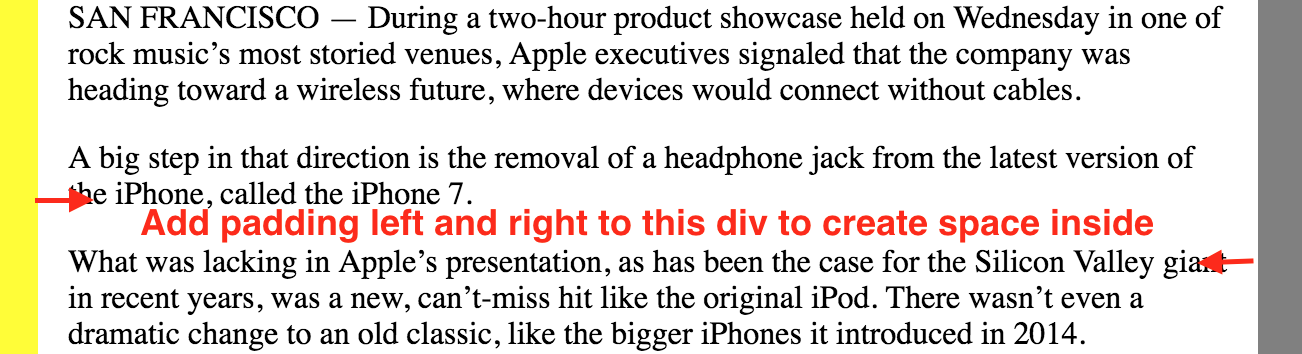 SAN FRANCISCO — During a two-hour product showcase held on Wednesday in one of
rock music’s most storied venues, Apple executives signaled that the company was
heading toward a wireless future, where devices would connect without cables.
A big step in that direction is the removal of a headphone jack from the latest version of
the iPhone, called the iPhone 7.
Add padding left and right to this div to create space inside
What was lacking in Apple’s presentation, as has been the case for the Silicon Valley giant
in recent years, was a new, can’t-miss hit like the original iPod. There wasn’t even a
dramatic change to an old classic, like the bigger iPhones it introduced in 2014.